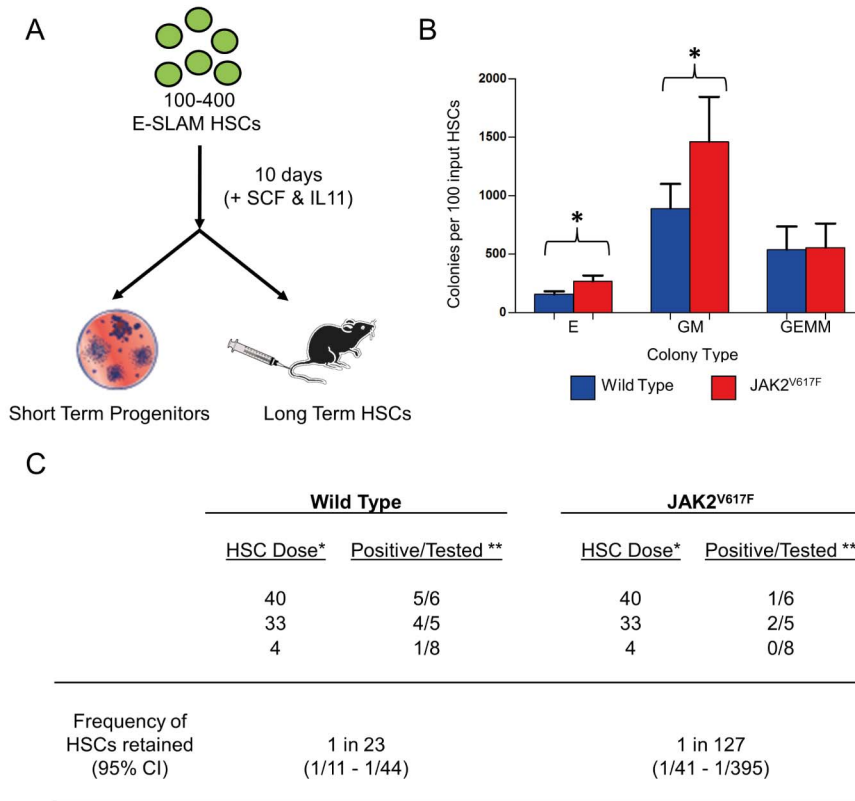 A
100-400
E-SLAM HSCs
10 days
(+ SCF & IL11)
Short Term Progenitors
Long Term HSCs
B
Colonies per 100 input HSCs
2000
1500
1000
500
0
*
*
E
GM
GEMM
Colony Type
Wild Type
JAK2V617F
C
Wild Type
JAK2V617F
HSC Dose* Positive/Tested ** HSC Dose* Positive/Tested **
40 5/6 40 1/6
33 4/5 33 2/5
4 1/8 4 0/8
Frequency of
HSCs retained
(95% CI)
1 in 23
(1/11 - 1/44)
1 in 127
(1/41 - 1/395)